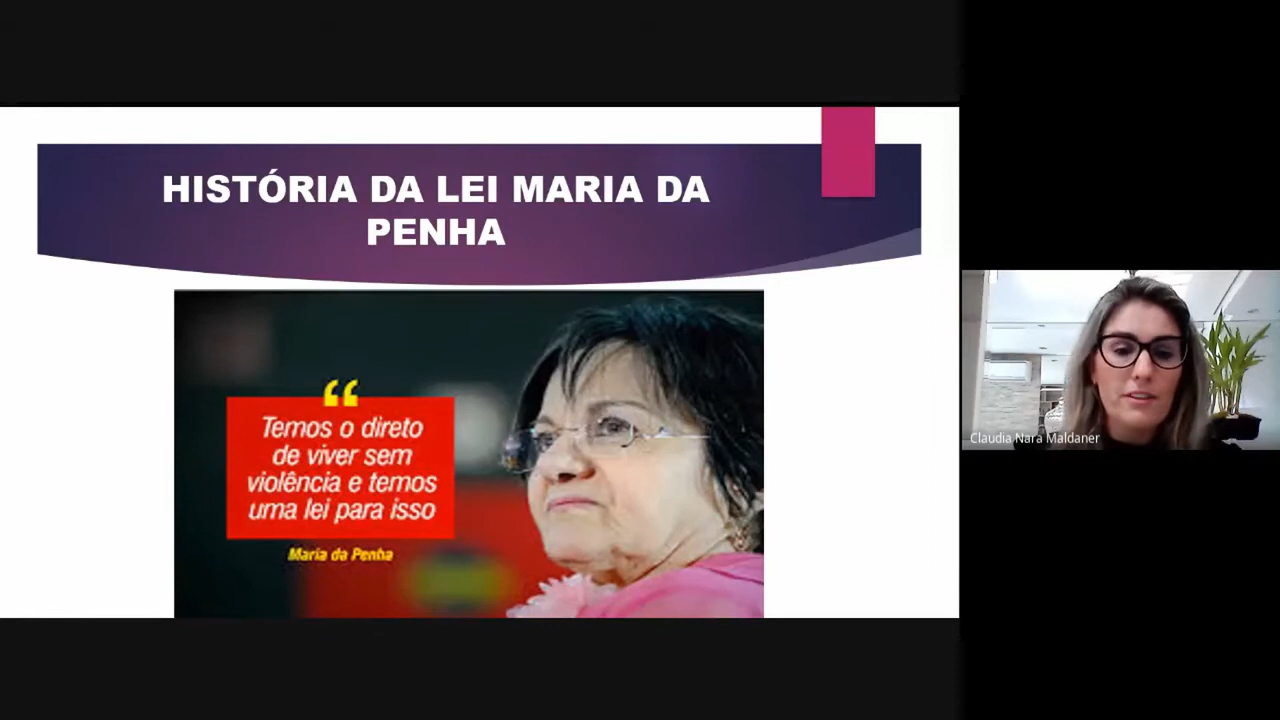 HISTÓRIA DA LEI MARIA DA
PENHA
“
Temos o direto
de viver sem
violência e temos
uma lei para isso
Maria da Penha
Claudia Nara Maldaner